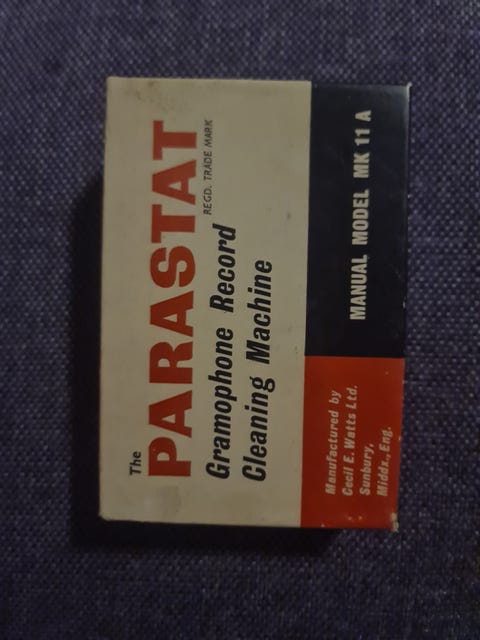 The
PARASTAT
REGD. TRADE MARK
Gramophone Record
Cleaning Machine
Manufactured by
Cecil E. Watts Ltd.
Sunbury,
Middx., Eng.
MANUAL MODEL MK 11 A